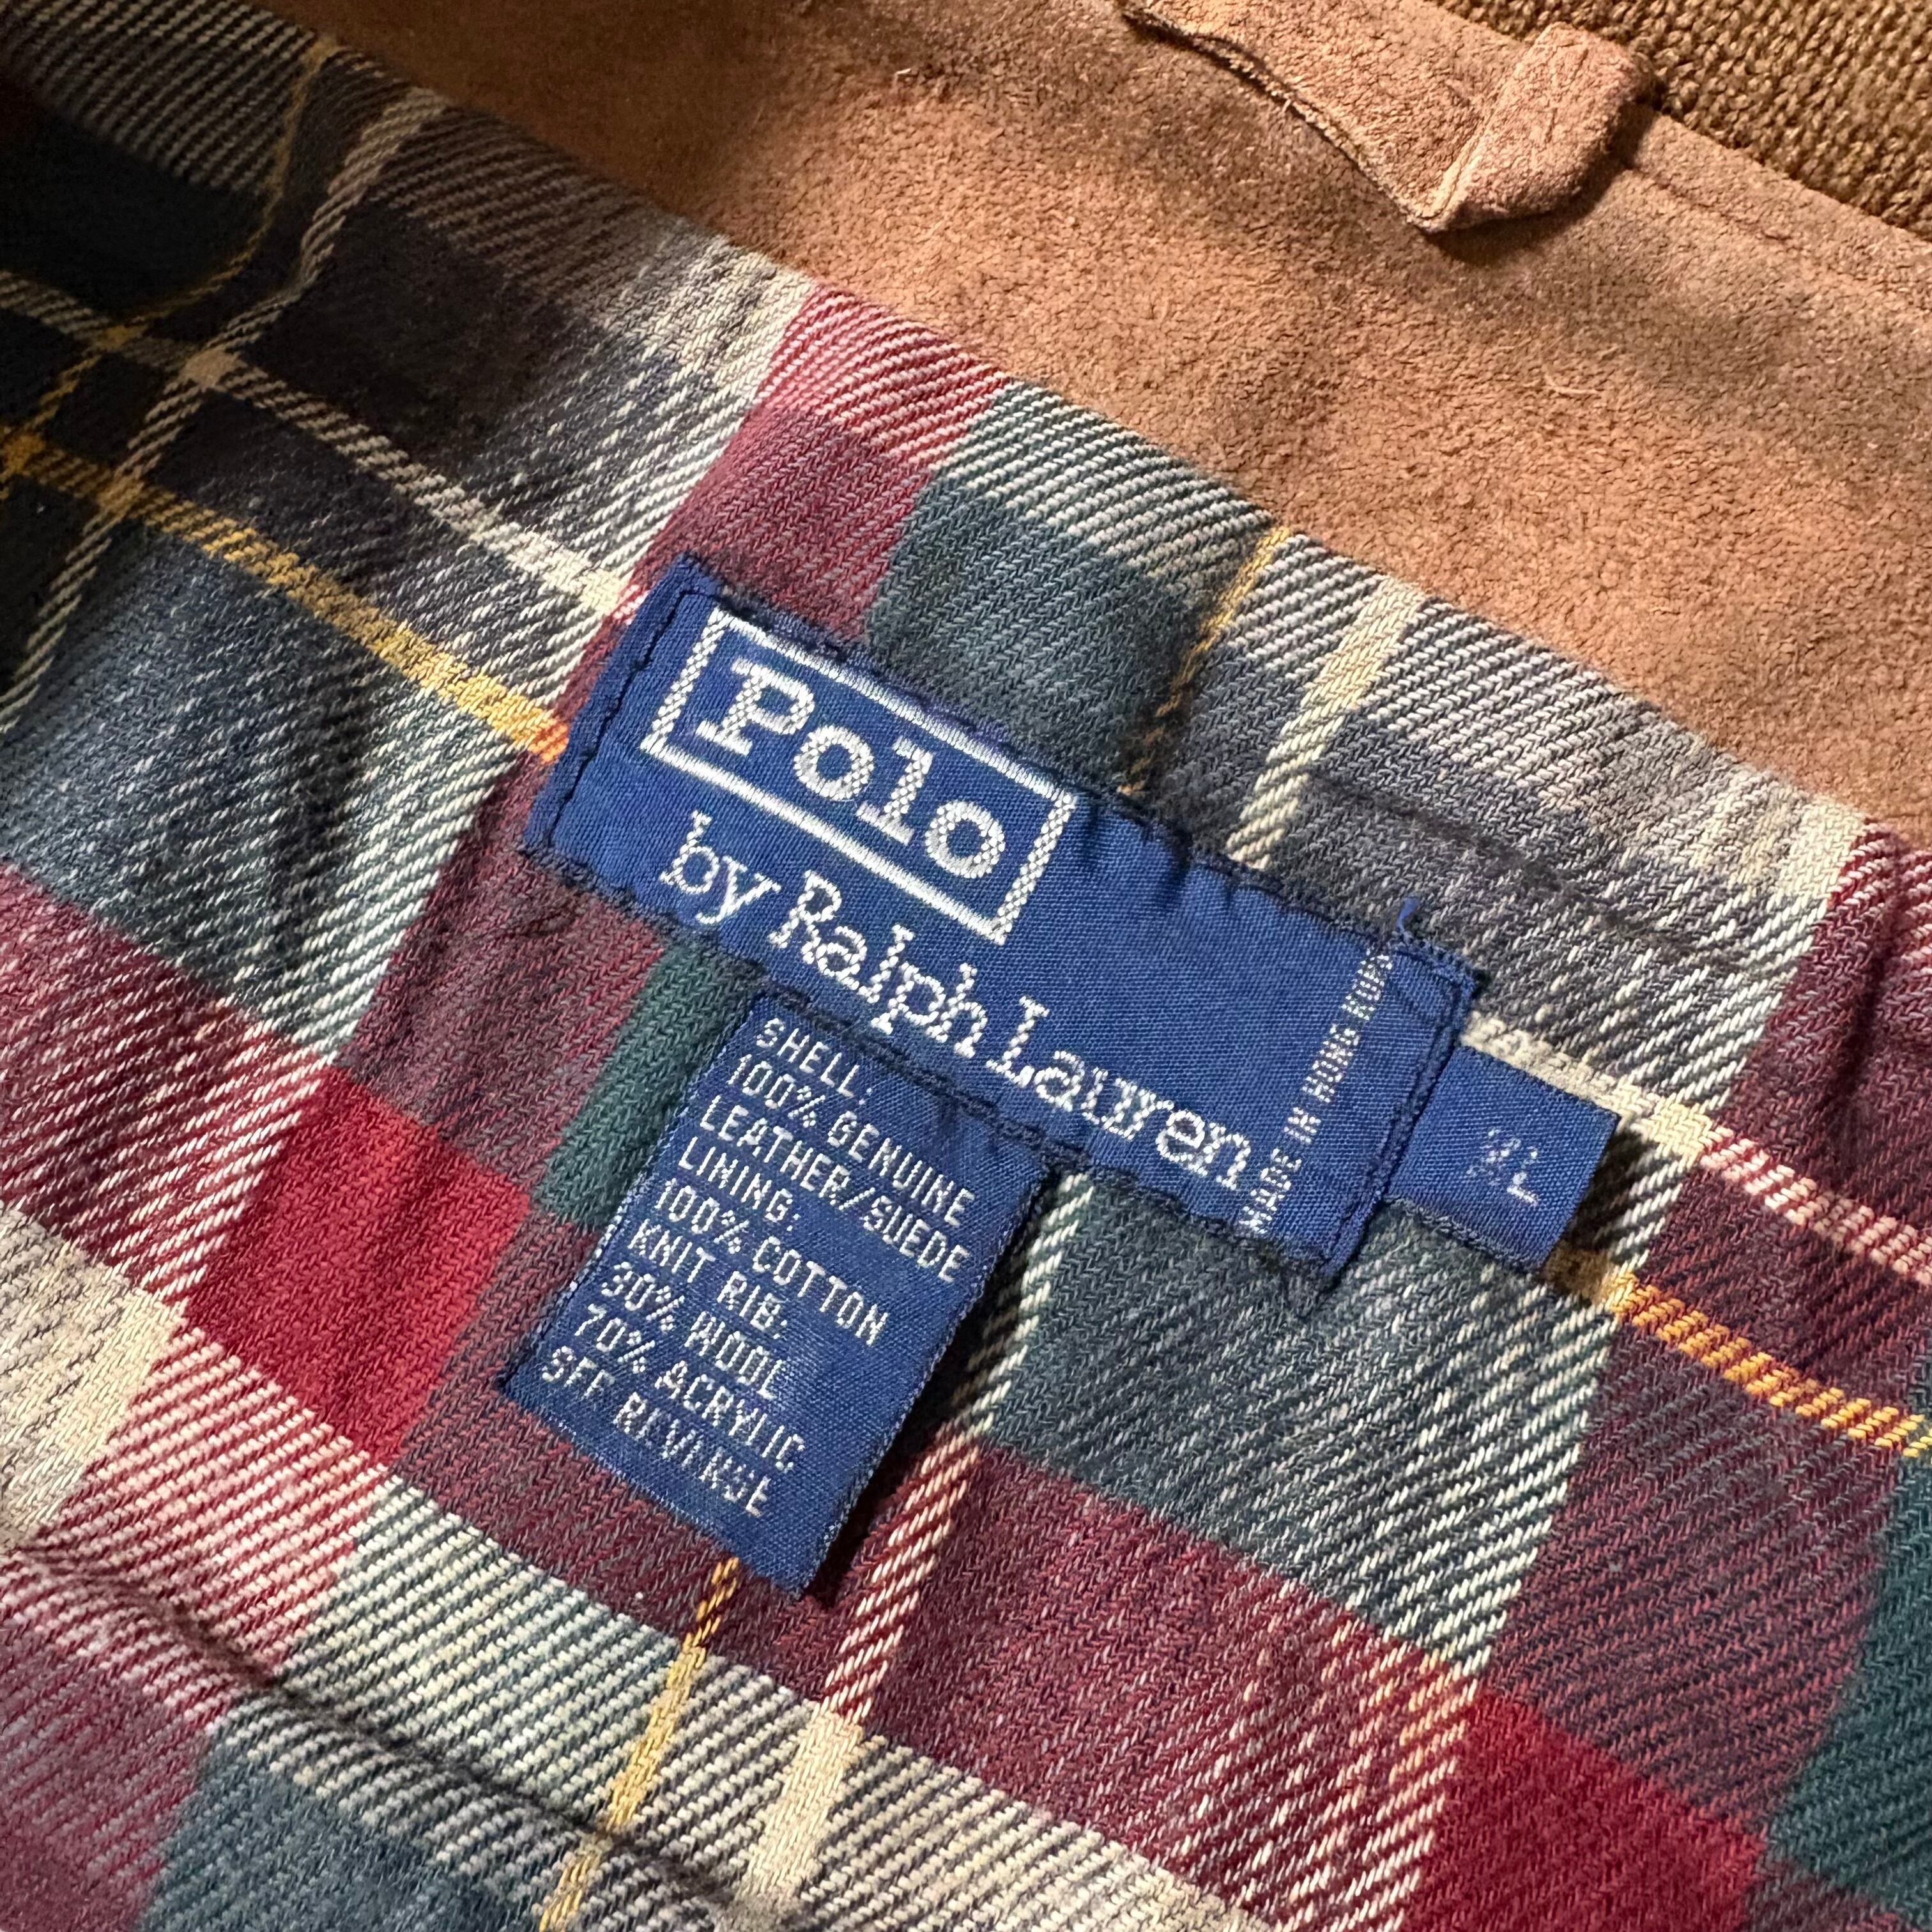 Polo
by Ralph Lauren
MADE IN HONG KONG
XL
SHELL:
100% GENUINE
LEATHER/SUEDE
LINING:
100% COTTON
KNIT RIB:
30% WOOL
70% ACRYLIC
SEE REVERSE